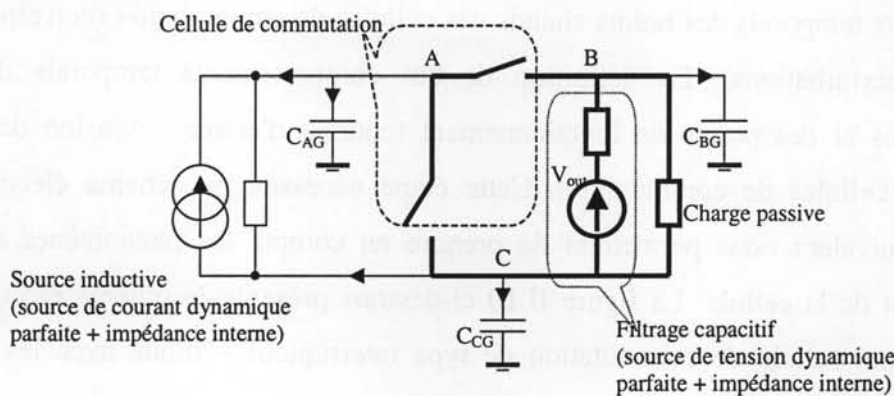 Cellule de commutation
A
B
C_AG
C_BG
V_out
Charge passive
C
Source inductive
(source de courant dynamique
parfaite + impédance interne)
C_CG
Filtrage capacitif
(source de tension dynamique
parfaite + impédance interne)